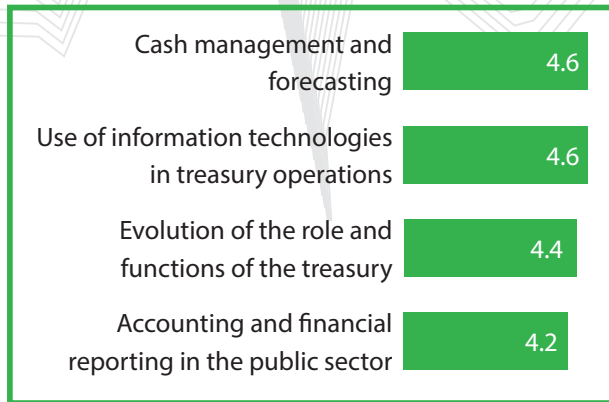 Cash management and
forecasting
4.6
Use of information technologies
in treasury operations
4.6
Evolution of the role and
functions of the treasury
4.4
Accounting and financial
reporting in the public sector
4.2